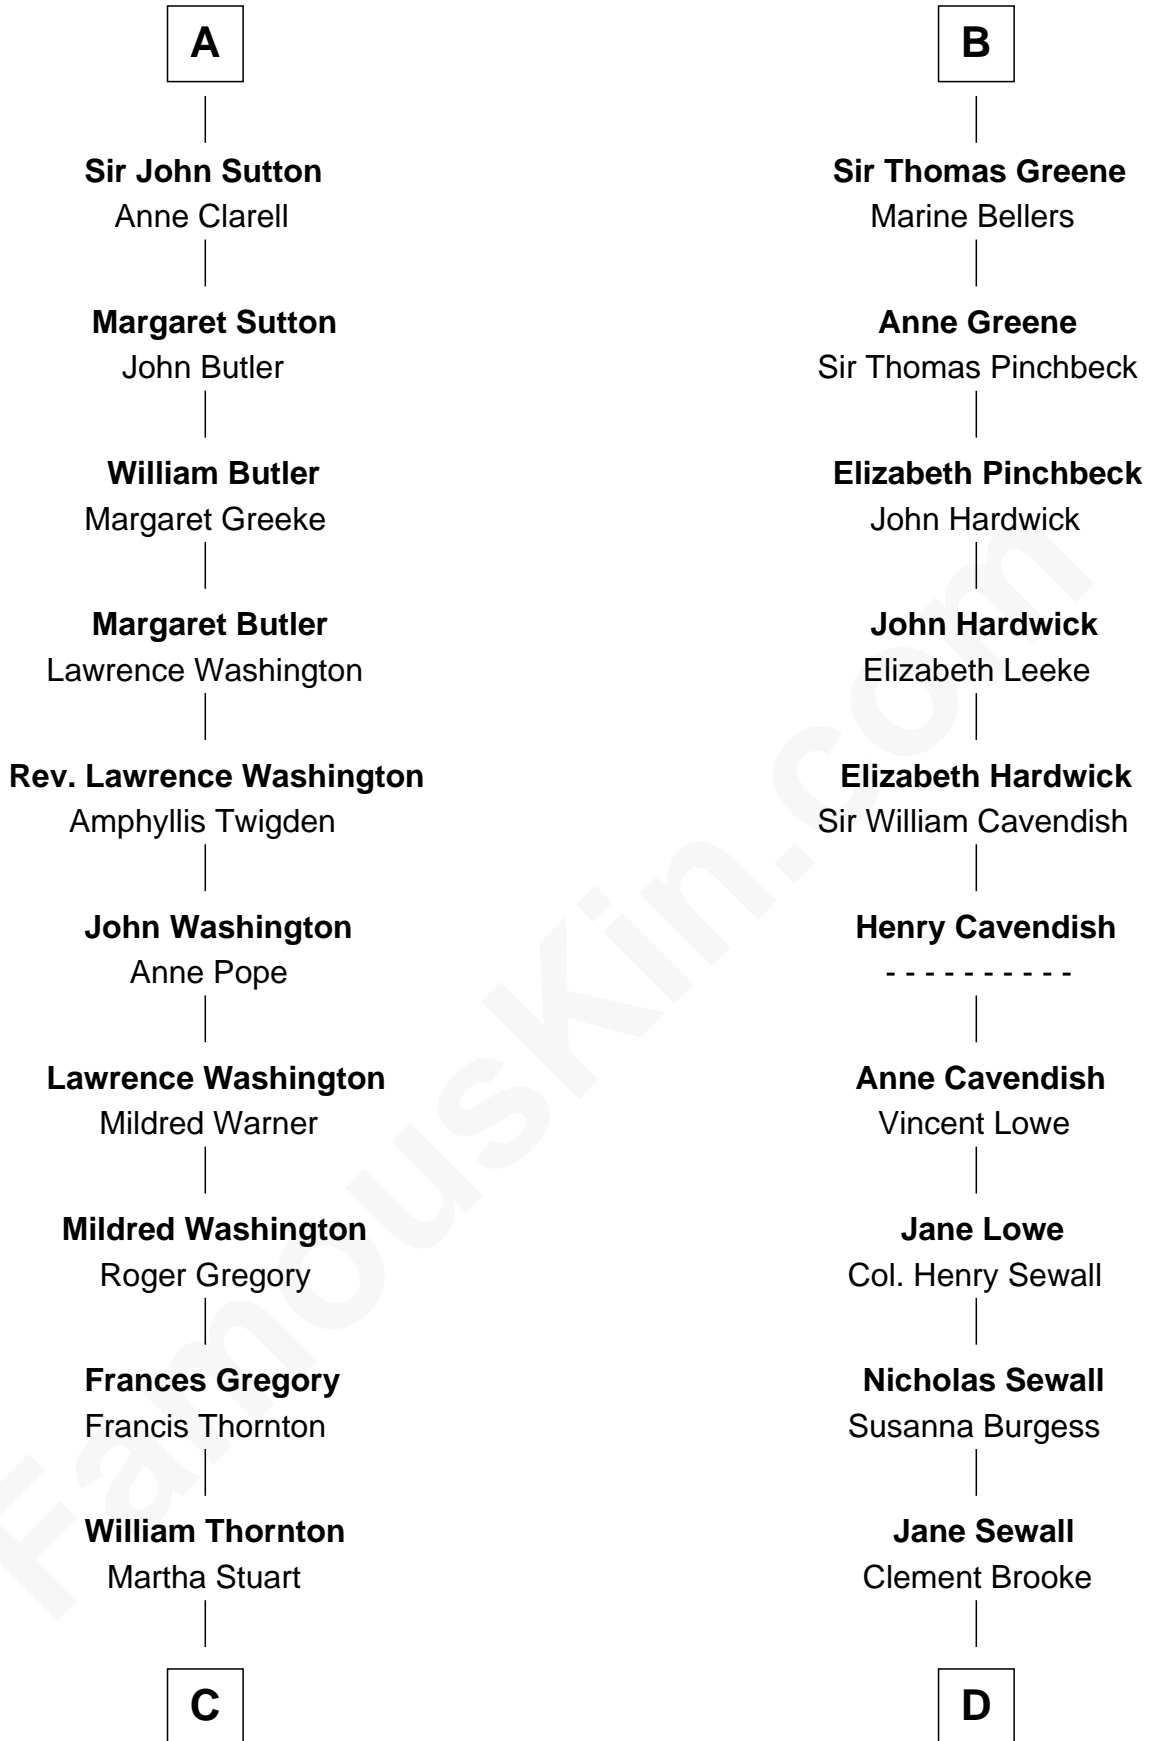 A
Sir John Sutton
Anne Clarell
Margaret Sutton
John Butler
William Butler
Margaret Greeke
Margaret Butler
Lawrence Washington
Rev. Lawrence Washington
Amphyllis Twigden
John Washington
Anne Pope
Lawrence Washington
Mildred Warner
Mildred Washington
Roger Gregory
Frances Gregory
Francis Thornton
William Thornton
Martha Stuart
C
B
Sir Thomas Greene
Marine Bellers
Anne Greene
Sir Thomas Pinchbeck
Elizabeth Pinchbeck
John Hardwick
John Hardwick
Elizabeth Leeke
Elizabeth Hardwick
Sir William Cavendish
Henry Cavendish
- - - - - - - - - -
Anne Cavendish
Vincent Lowe
Jane Lowe
Col. Henry Sewall
Nicholas Sewall
Susanna Burgess
Jane Sewall
Clement Brooke
D
FamousKin.com